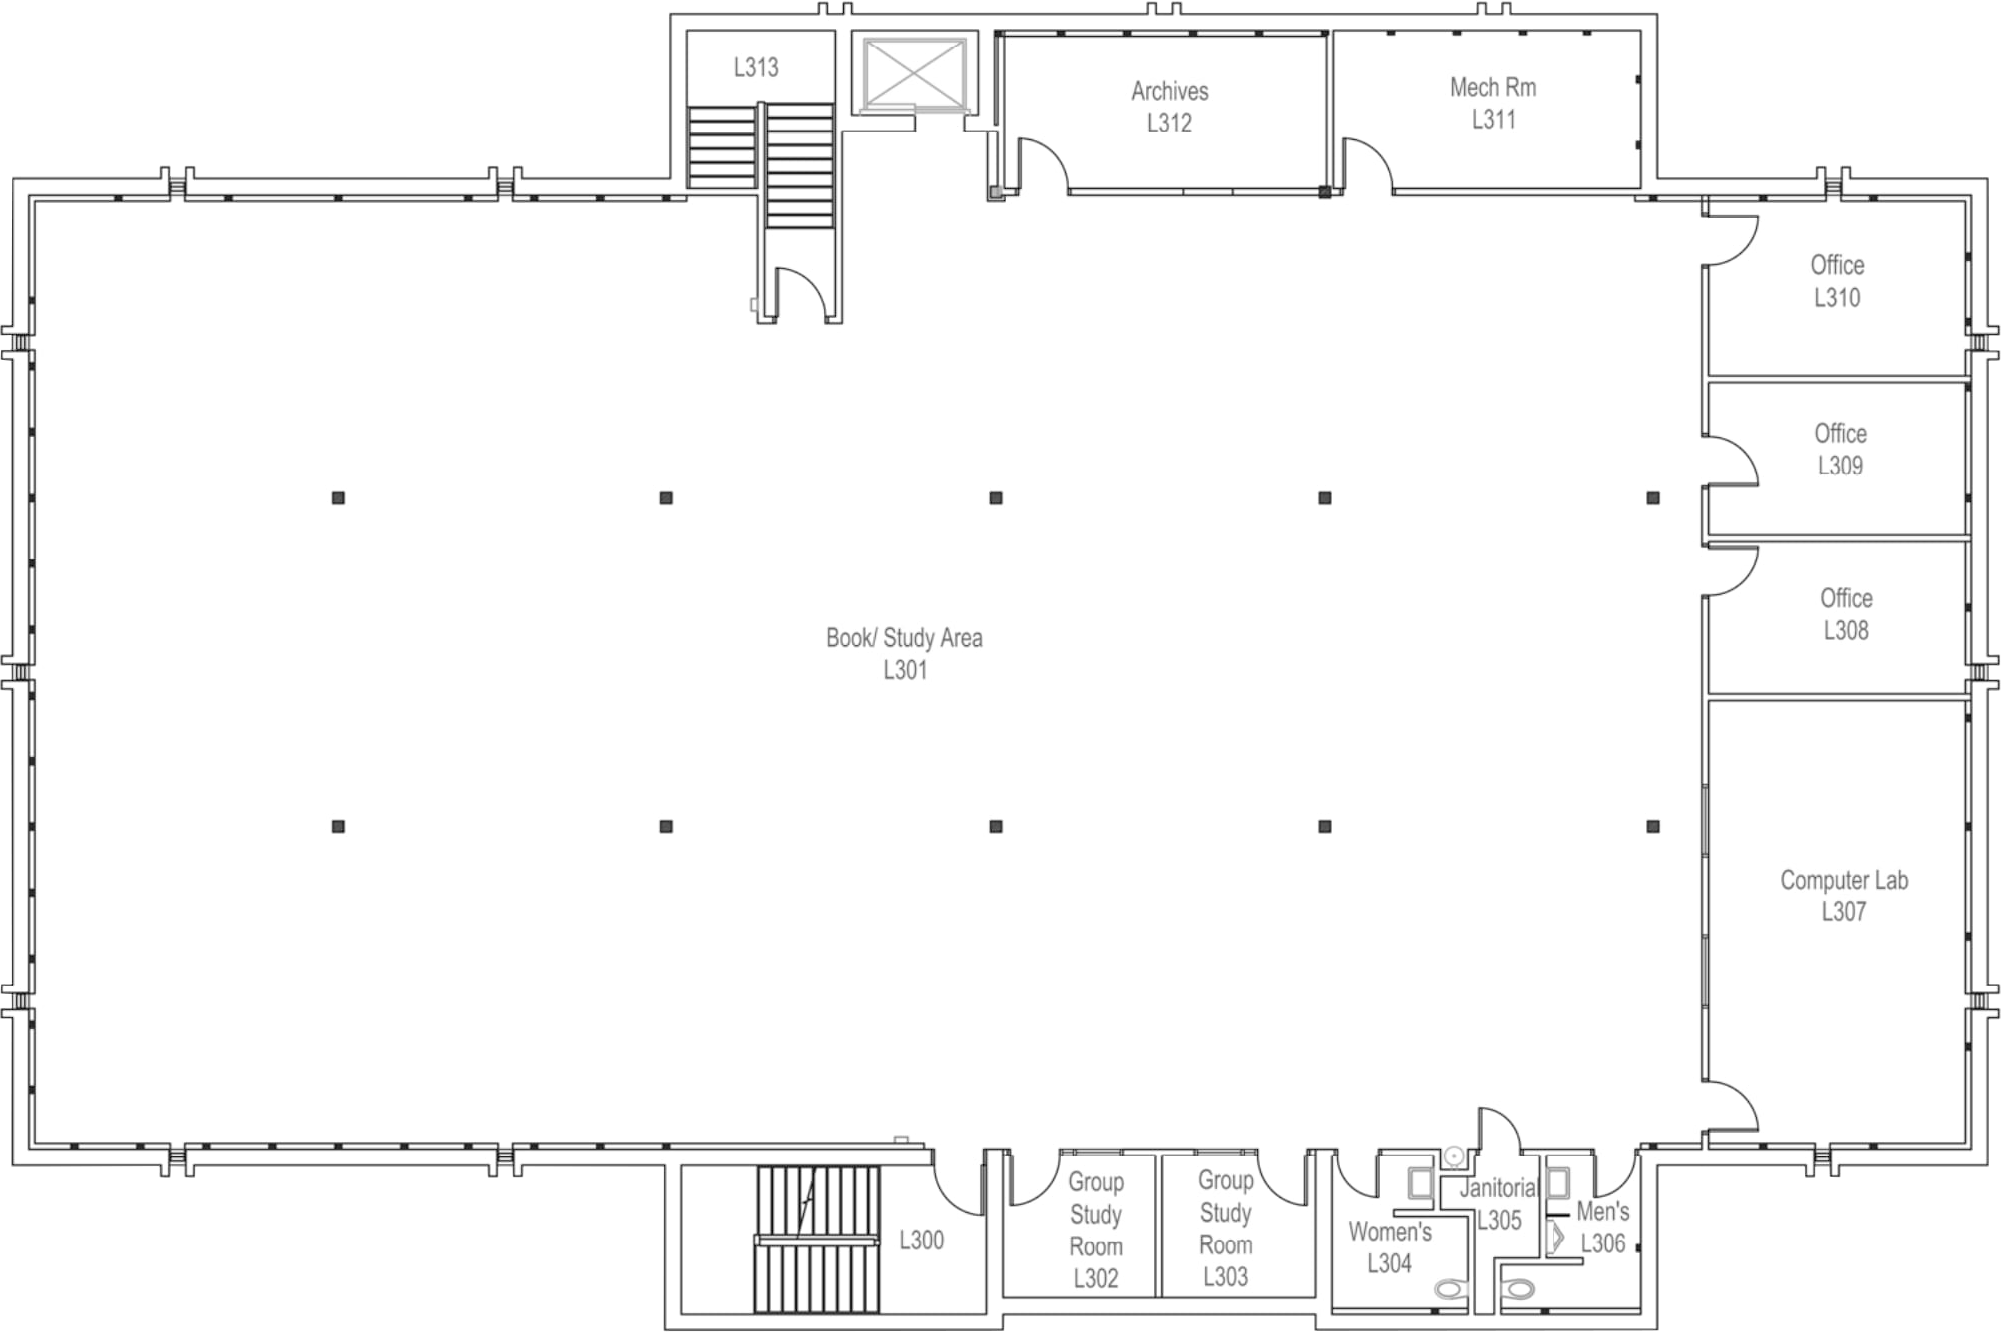 L313
Archives
L312
Mech Rm
L311
Office
L310
Office
L309
Office
L308
Book/ Study Area
L301
Computer Lab
L307
L300
Group
Study
Room
L302
Group
Study
Room
L303
Women's
L304
Janitorial
L305
Men's
L306